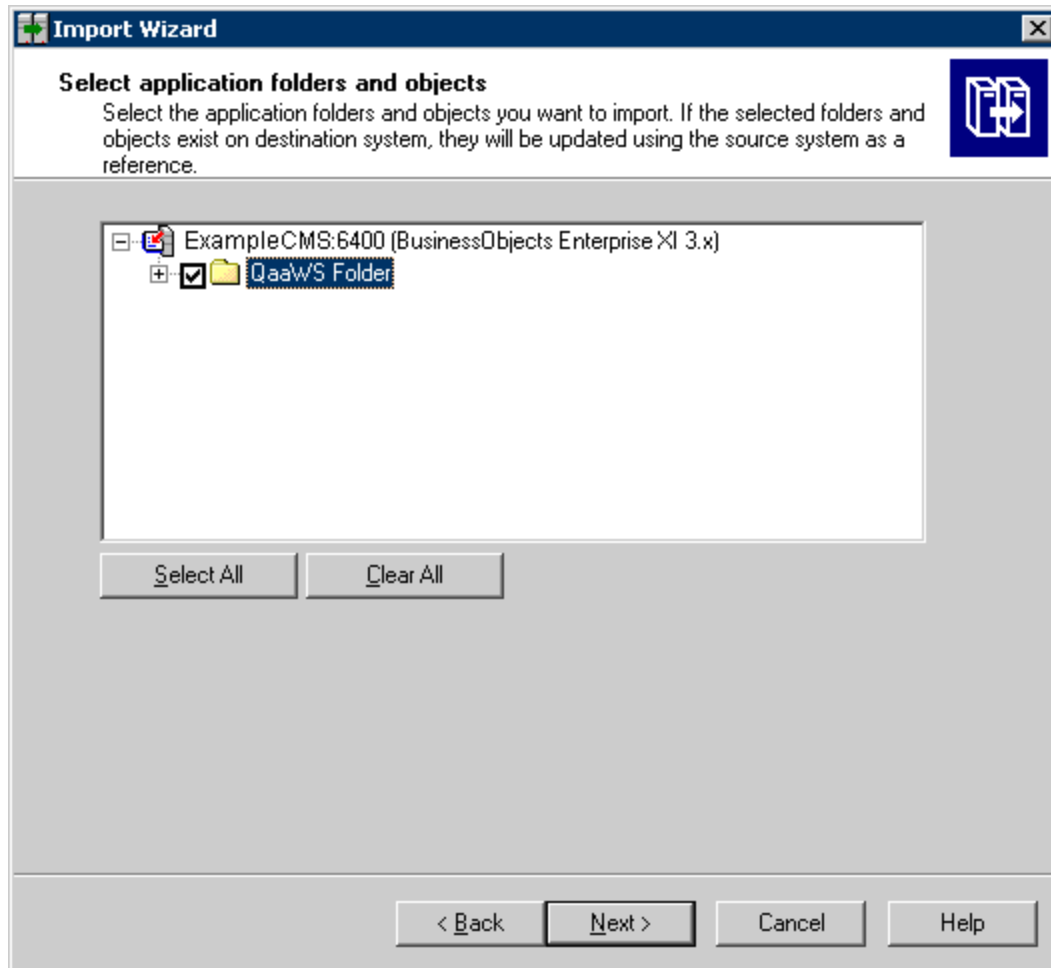 Import Wizard
Select application folders and objects
Select the application folders and objects you want to import. If the selected folders and
objects exist on destination system, they will be updated using the source system as a
reference.
ExampleCMS:6400 (BusinessObjects Enterprise XI 3.x)
QaaWS Folder
Select All Clear All
< Back Next > Cancel Help